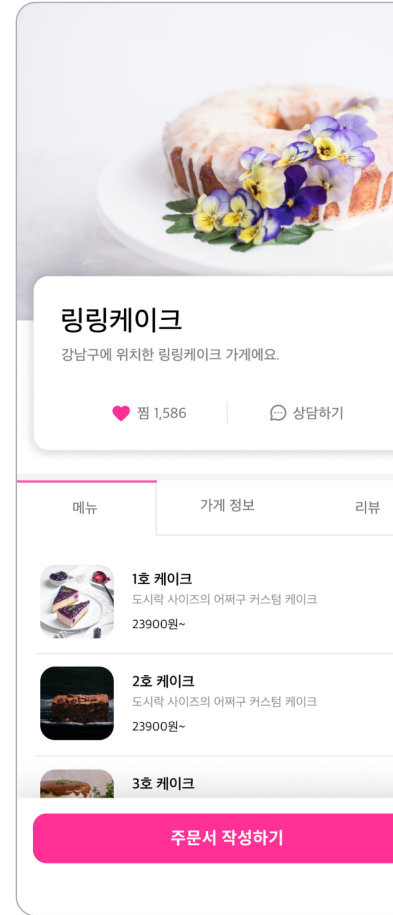 링링케이크
강남구에 위치한 링링케이크 가게에요.
찜 1,586
상담하기
메뉴
가게 정보
리뷰
1호 케이크
도시락 사이즈의 어쩌구 커스텀 케이크
23900원~
2호 케이크
도시락 사이즈의 어쩌구 커스텀 케이크
23900원~
3호 케이크
주문서 작성하기